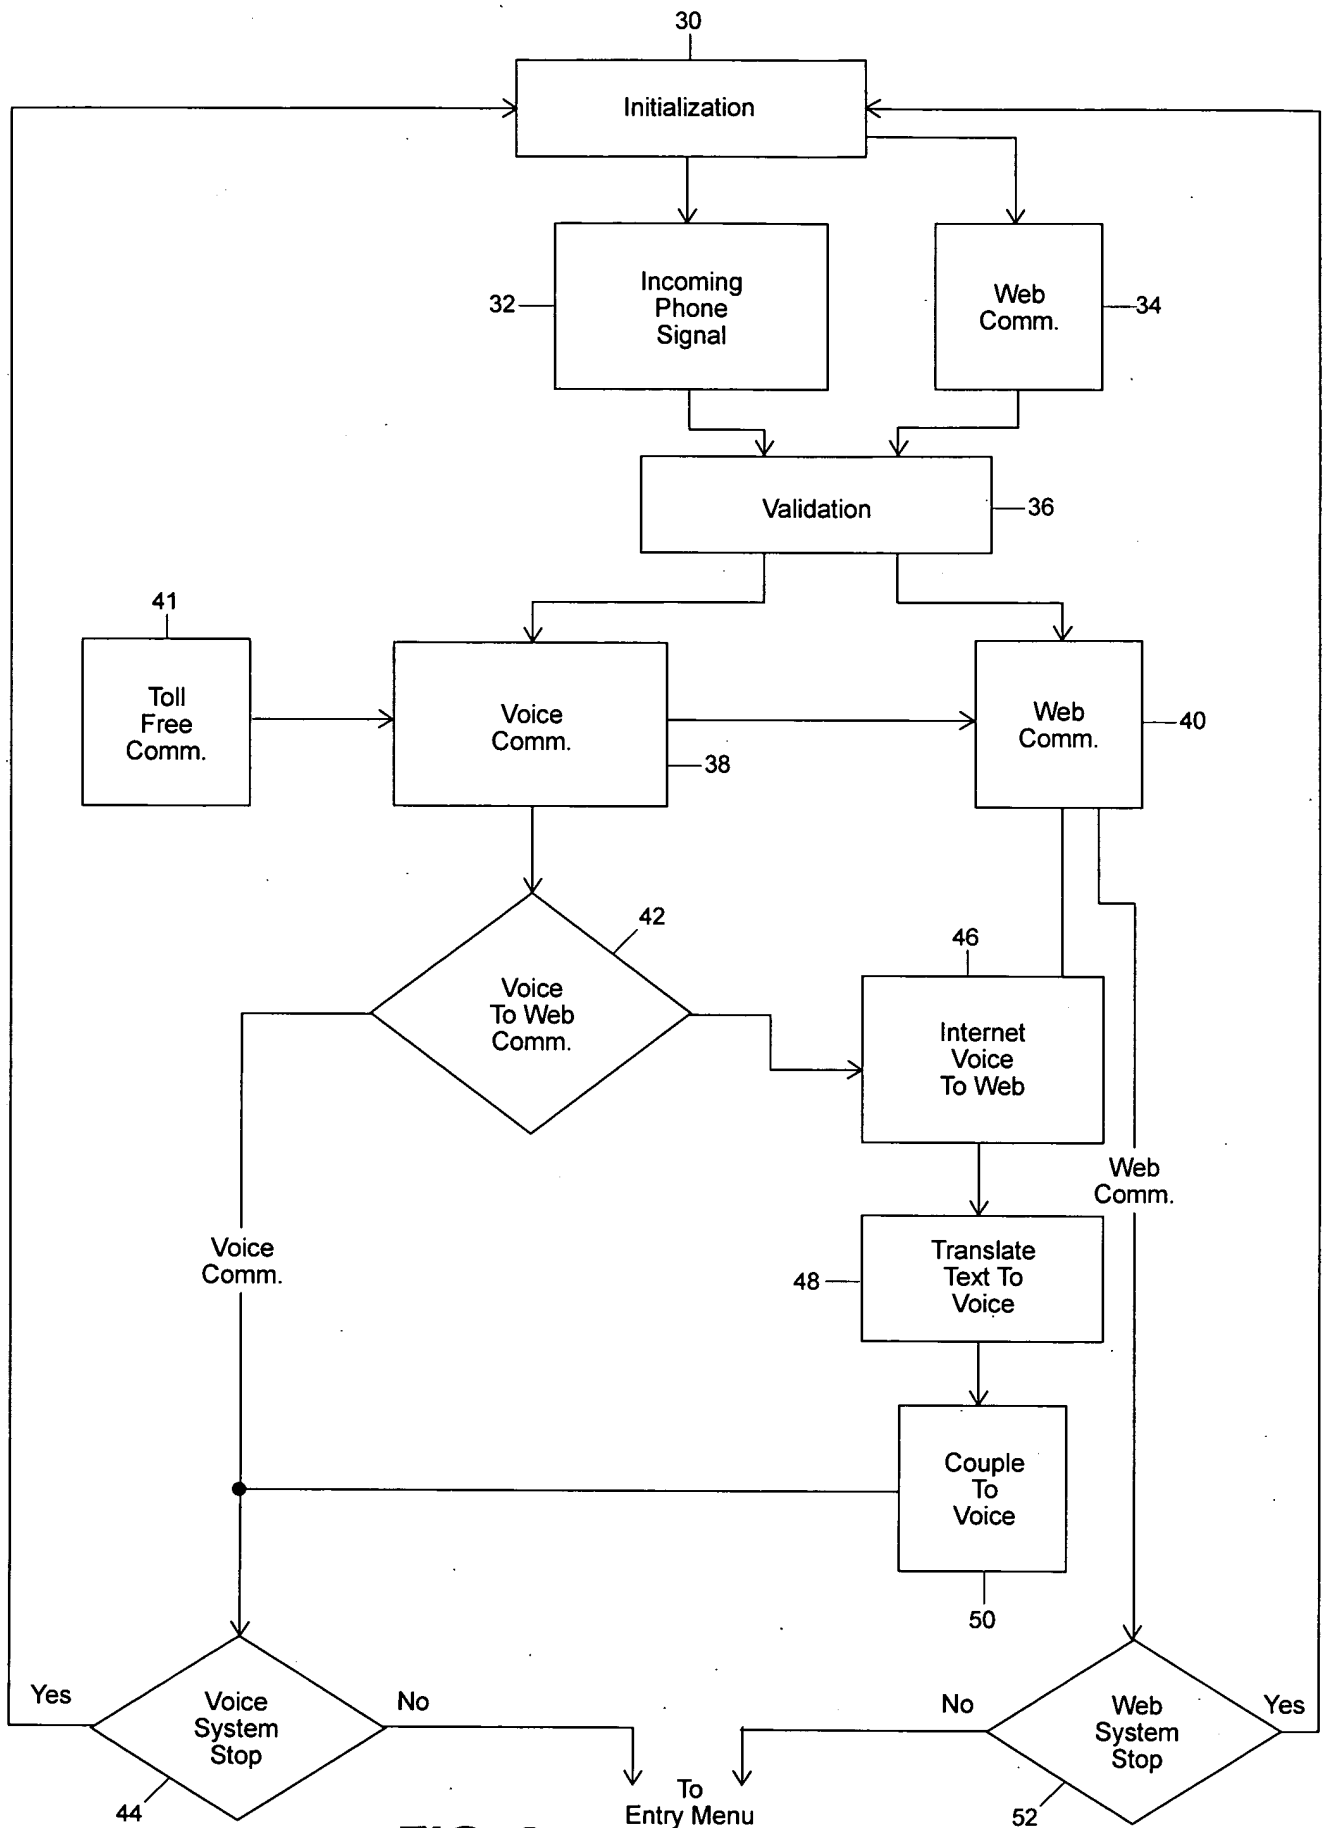 30
Initialization
32
Incoming
Phone
Signal
Web
Comm.
34
Validation
36
41
Toll
Free
Comm.
Voice
Comm.
38
Web
Comm.
40
42
Voice
To Web
Comm.
46
Internet
Voice
To Web
Web
Comm.
Voice
Comm.
48
Translate
Text To
Voice
Couple
To
Voice
50
Yes
Voice
System
Stop
No
44
To
Entry Menu
No
Web
System
Stop
Yes
52